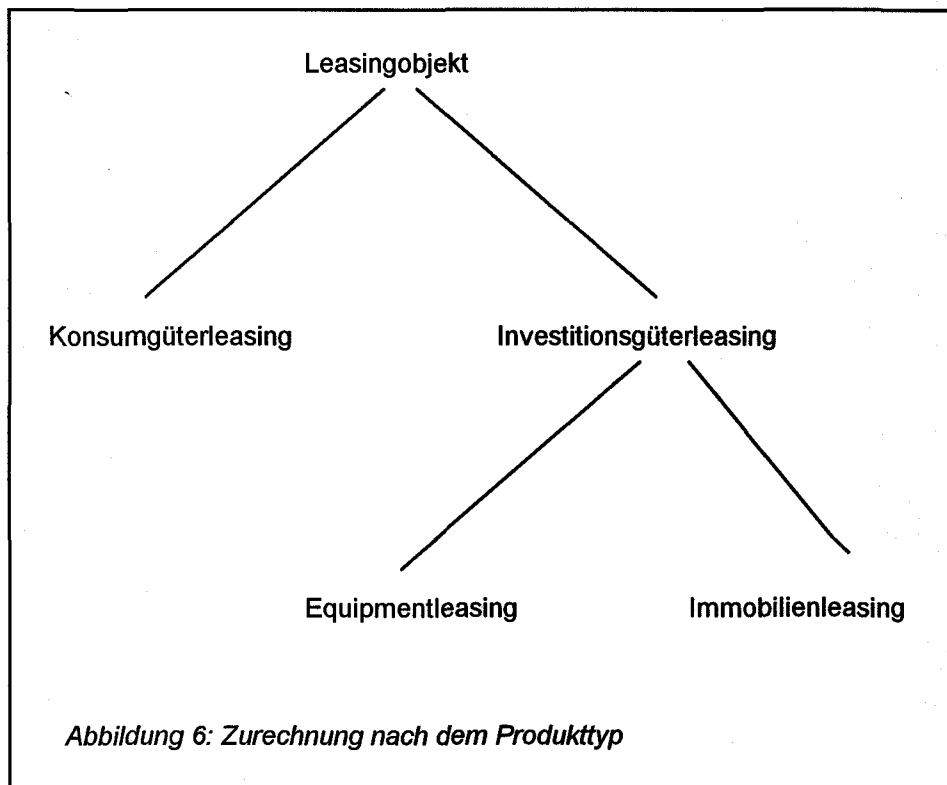 Leasingobjekt
Konsumgüterleasing Investitionsgüterleasing
Equipmentleasing Immobilienleasing
Abbildung 6: Zurechnung nach dem Produkttyp